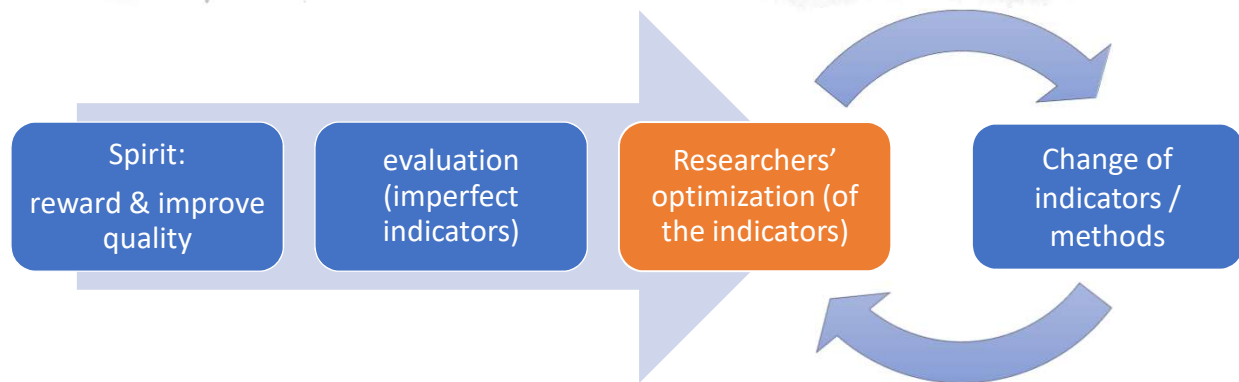 Spirit:
reward & improve
quality
evaluation
(imperfect
indicators)
Researchers’
optimization (of
the indicators)
Change of
indicators /
methods